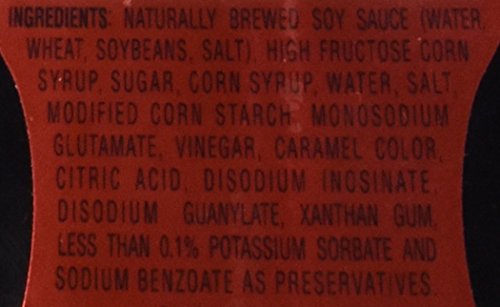 INGREDIENTS: NATURALLY BREWED SOY SAUCE (WATER,
WHEAT, SOYBEANS, SALT), HIGH FRUCTOSE CORN
SYRUP, SUGAR, CORN SYRUP, WATER, SALT,
MODIFIED CORN STARCH, MONOSODIUM
GLUTAMATE, VINEGAR, CARAMEL COLOR,
CITRIC ACID, DISODIUM INOSINATE,
DISODIUM GUANYLATE, XANTHAN GUM,
LESS THAN 0.1% POTASSIUM SORBATE AND
SODIUM BENZOATE AS PRESERVATIVES.